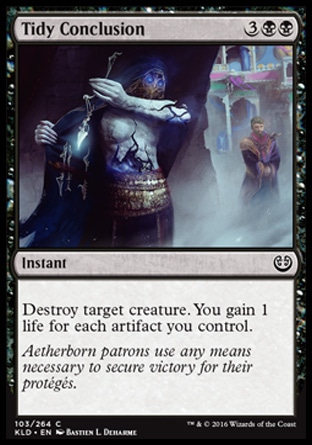 Tidy Conclusion 3
Instant
Destroy target creature. You gain 1
life for each artifact you control.
Aetherborn patrons use any means
necessary to secure victory for their
protégés.
103/264 C
KLD • EN Bastien L. Deharme
™ & © 2016 Wizards of the Coast